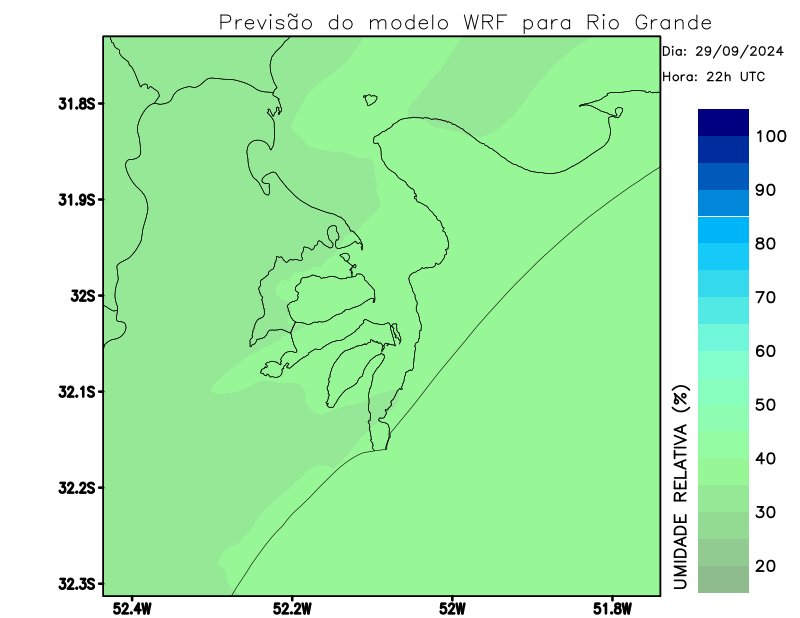 Previsão do modelo WRF para Rio Grande
Dia: 29/09/2024
Hora: 22h UTC
31.8S
31.9S
32S
32.1S
32.2S
32.3S
52.4W 52.2W 52W 51.8W
100
90
80
70
60
50
40
30
20
UMIDADE RELATIVA (%)